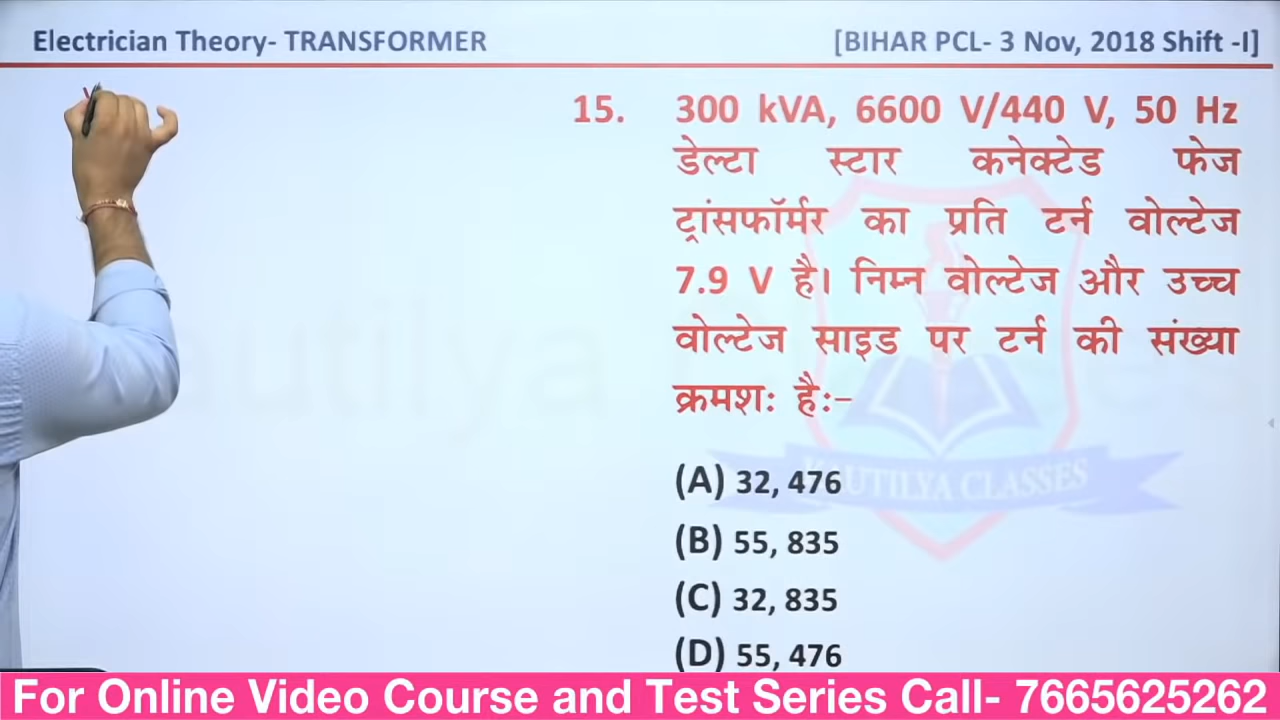 Electrician Theory- TRANSFORMER [BIHAR PCL- 3 Nov, 2018 Shift -I]
15. 300 kVA, 6600 V/440 V, 50 Hz
डेल्टा स्टार कनेक्टेड फेज
ट्रांसफॉर्मर का प्रति टर्न वोल्टेज
7.9 V है। निम्न वोल्टेज और उच्च
वोल्टेज साइड पर टर्न की संख्या
क्रमशः हैः-
(A) 32, 476
(B) 55, 835
(C) 32, 835
(D) 55, 476
KAUTILYA CLASSES
For Online Video Course and Test Series Call- 7665625262